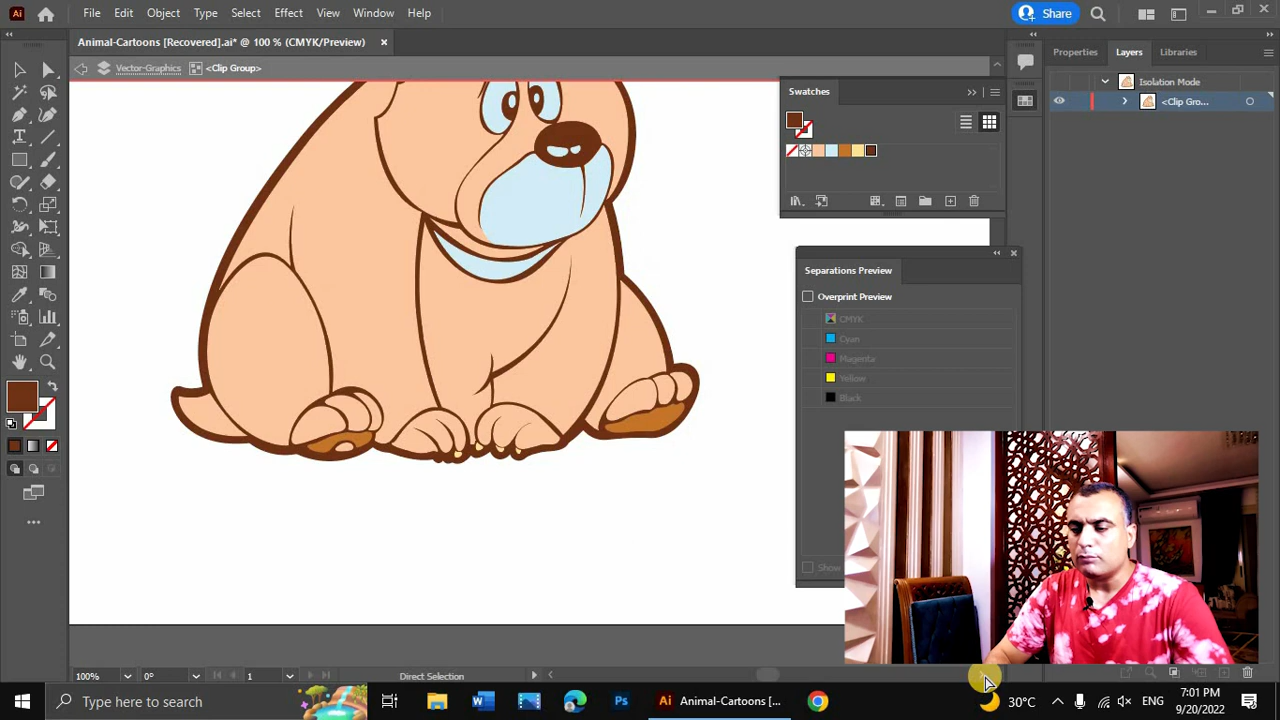 Ai File Edit Object Type Select Effect View Window Help Share
Animal-Cartoons [Recovered].ai* @ 100 % (CMYK/Preview) ×
Vector-Graphics <Clip Group>
Properties Layers Libraries
Isolation Mode
<Clip Gro...
Swatches
Separations Preview
Overprint Preview
CMYK
Cyan
Magenta
Yellow
Black
Show
100% 0° 1 Direct Selection
Type here to search
W Ps Ai Animal-Cartoons [... 30°C ENG
7:01 PM
9/20/2022